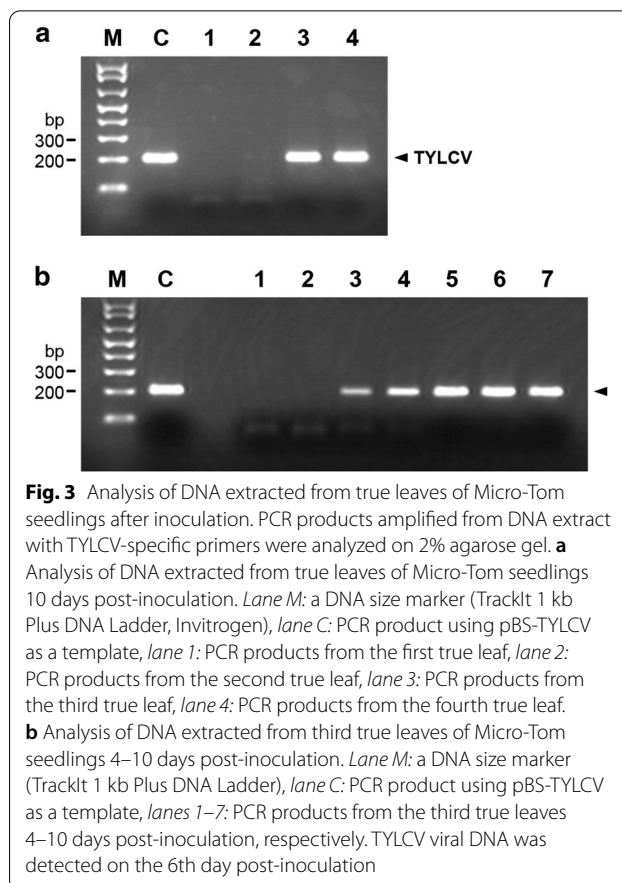 a
M C 1 2 3 4
bp
300
200
TYLCV
b
M C 1 2 3 4 5 6 7
bp
300
200
Fig. 3 Analysis of DNA extracted from true leaves of Micro-Tom
seedlings after inoculation. PCR products amplified from DNA extract
with TYLCV-specific primers were analyzed on 2% agarose gel. a
Analysis of DNA extracted from true leaves of Micro-Tom seedlings
10 days post-inoculation. Lane M: a DNA size marker (TrackIt 1 kb
Plus DNA Ladder, Invitrogen), lane C: PCR product using pBS-TYLCV
as a template, lane 1: PCR products from the first true leaf, lane 2:
PCR products from the second true leaf, lane 3: PCR products from
the third true leaf, lane 4: PCR products from the fourth true leaf.
b Analysis of DNA extracted from third true leaves of Micro-Tom
seedlings 4–10 days post-inoculation. Lane M: a DNA size marker
(TrackIt 1 kb Plus DNA Ladder), lane C: PCR product using pBS-TYLCV
as a template, lanes 1–7: PCR products from the third true leaves
4–10 days post-inoculation, respectively. TYLCV viral DNA was
detected on the 6th day post-inoculation